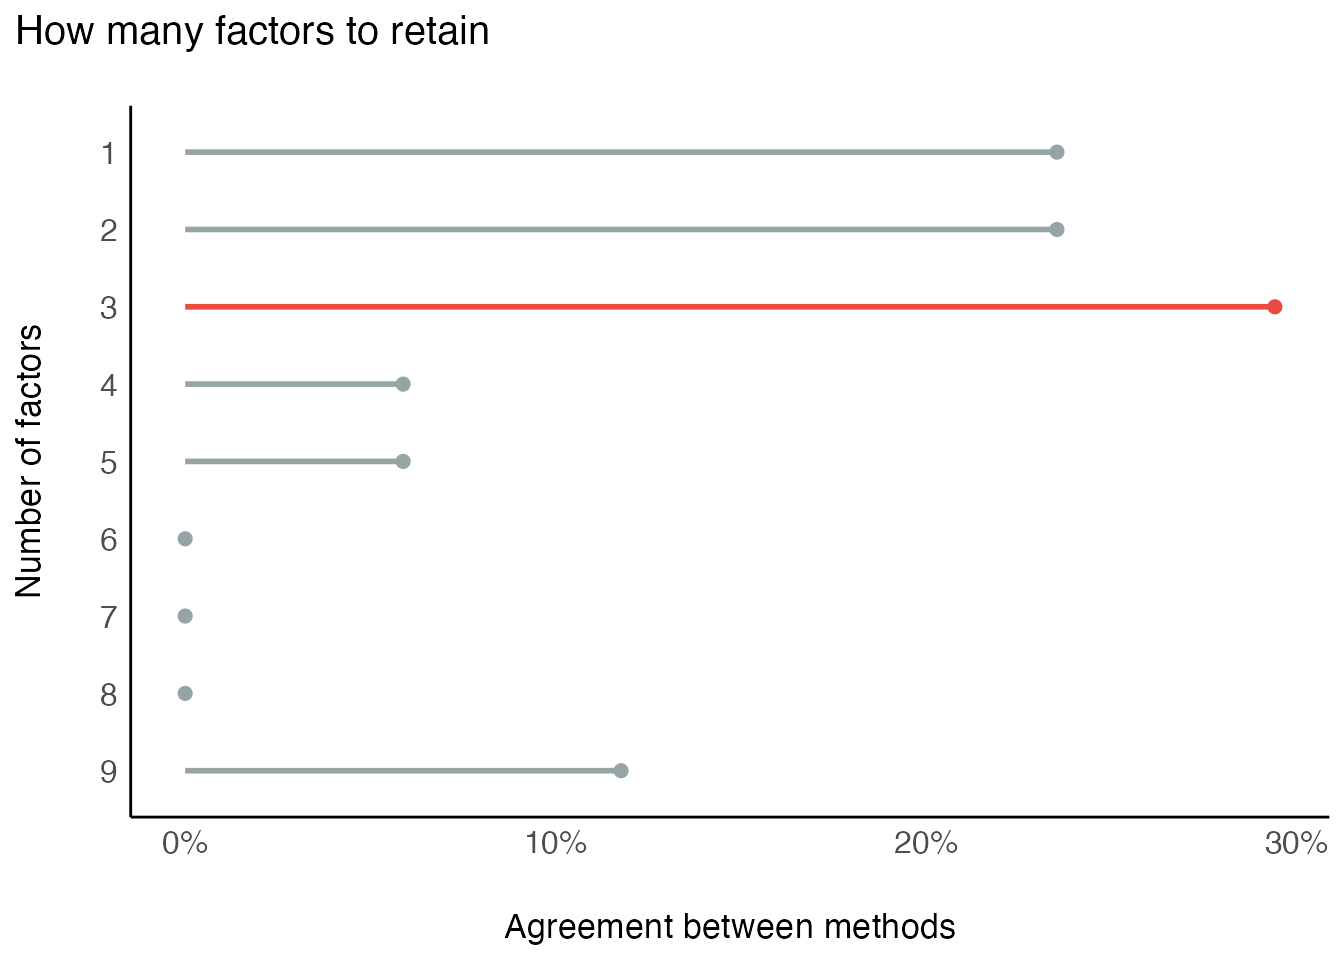 How many factors to retain
Number of factors
1
2
3
4
5
6
7
8
9
0% 10% 20% 30%
Agreement between methods